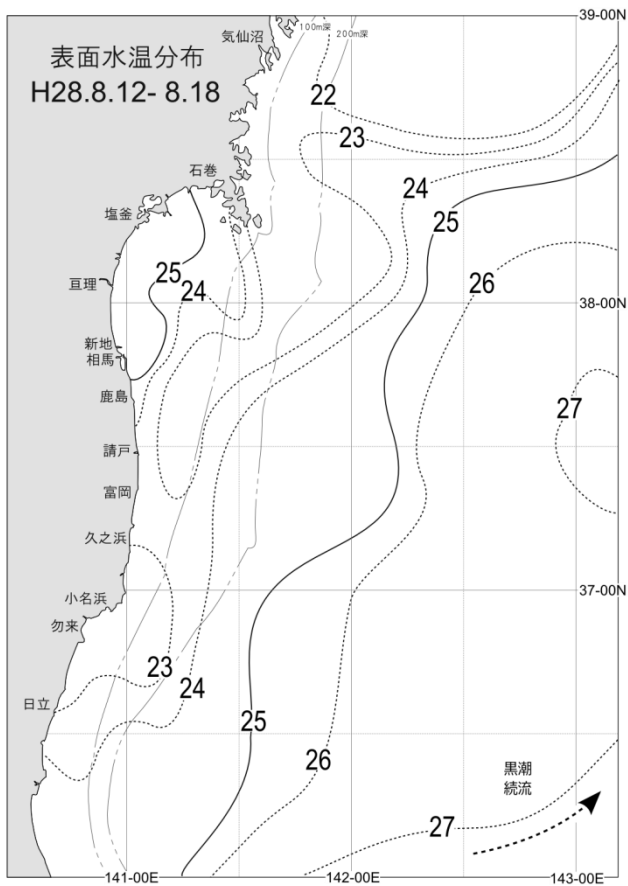 39-00N
100m深
200m深
気仙沼
表面水温分布
H28.8.12- 8.18
22
23
石巻
24
塩釜
25
25
26
亘理
24
38-00N
新地
相馬
鹿島
27
請戸
富岡
久之浜
37-00N
小名浜
勿来
23
24
日立
25
26
黒潮
続流
27
141-00E
142-00E
143-00E